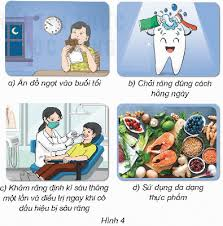 a) Ăn đồ ngọt vào buổi tối
b) Chải răng đúng cách
hằng ngày
c) Khám răng định kì sáu tháng
một lần và điều trị ngay khi có
dấu hiệu bị sâu răng
d) Sử dụng đa dạng
thực phẩm
Hình 4